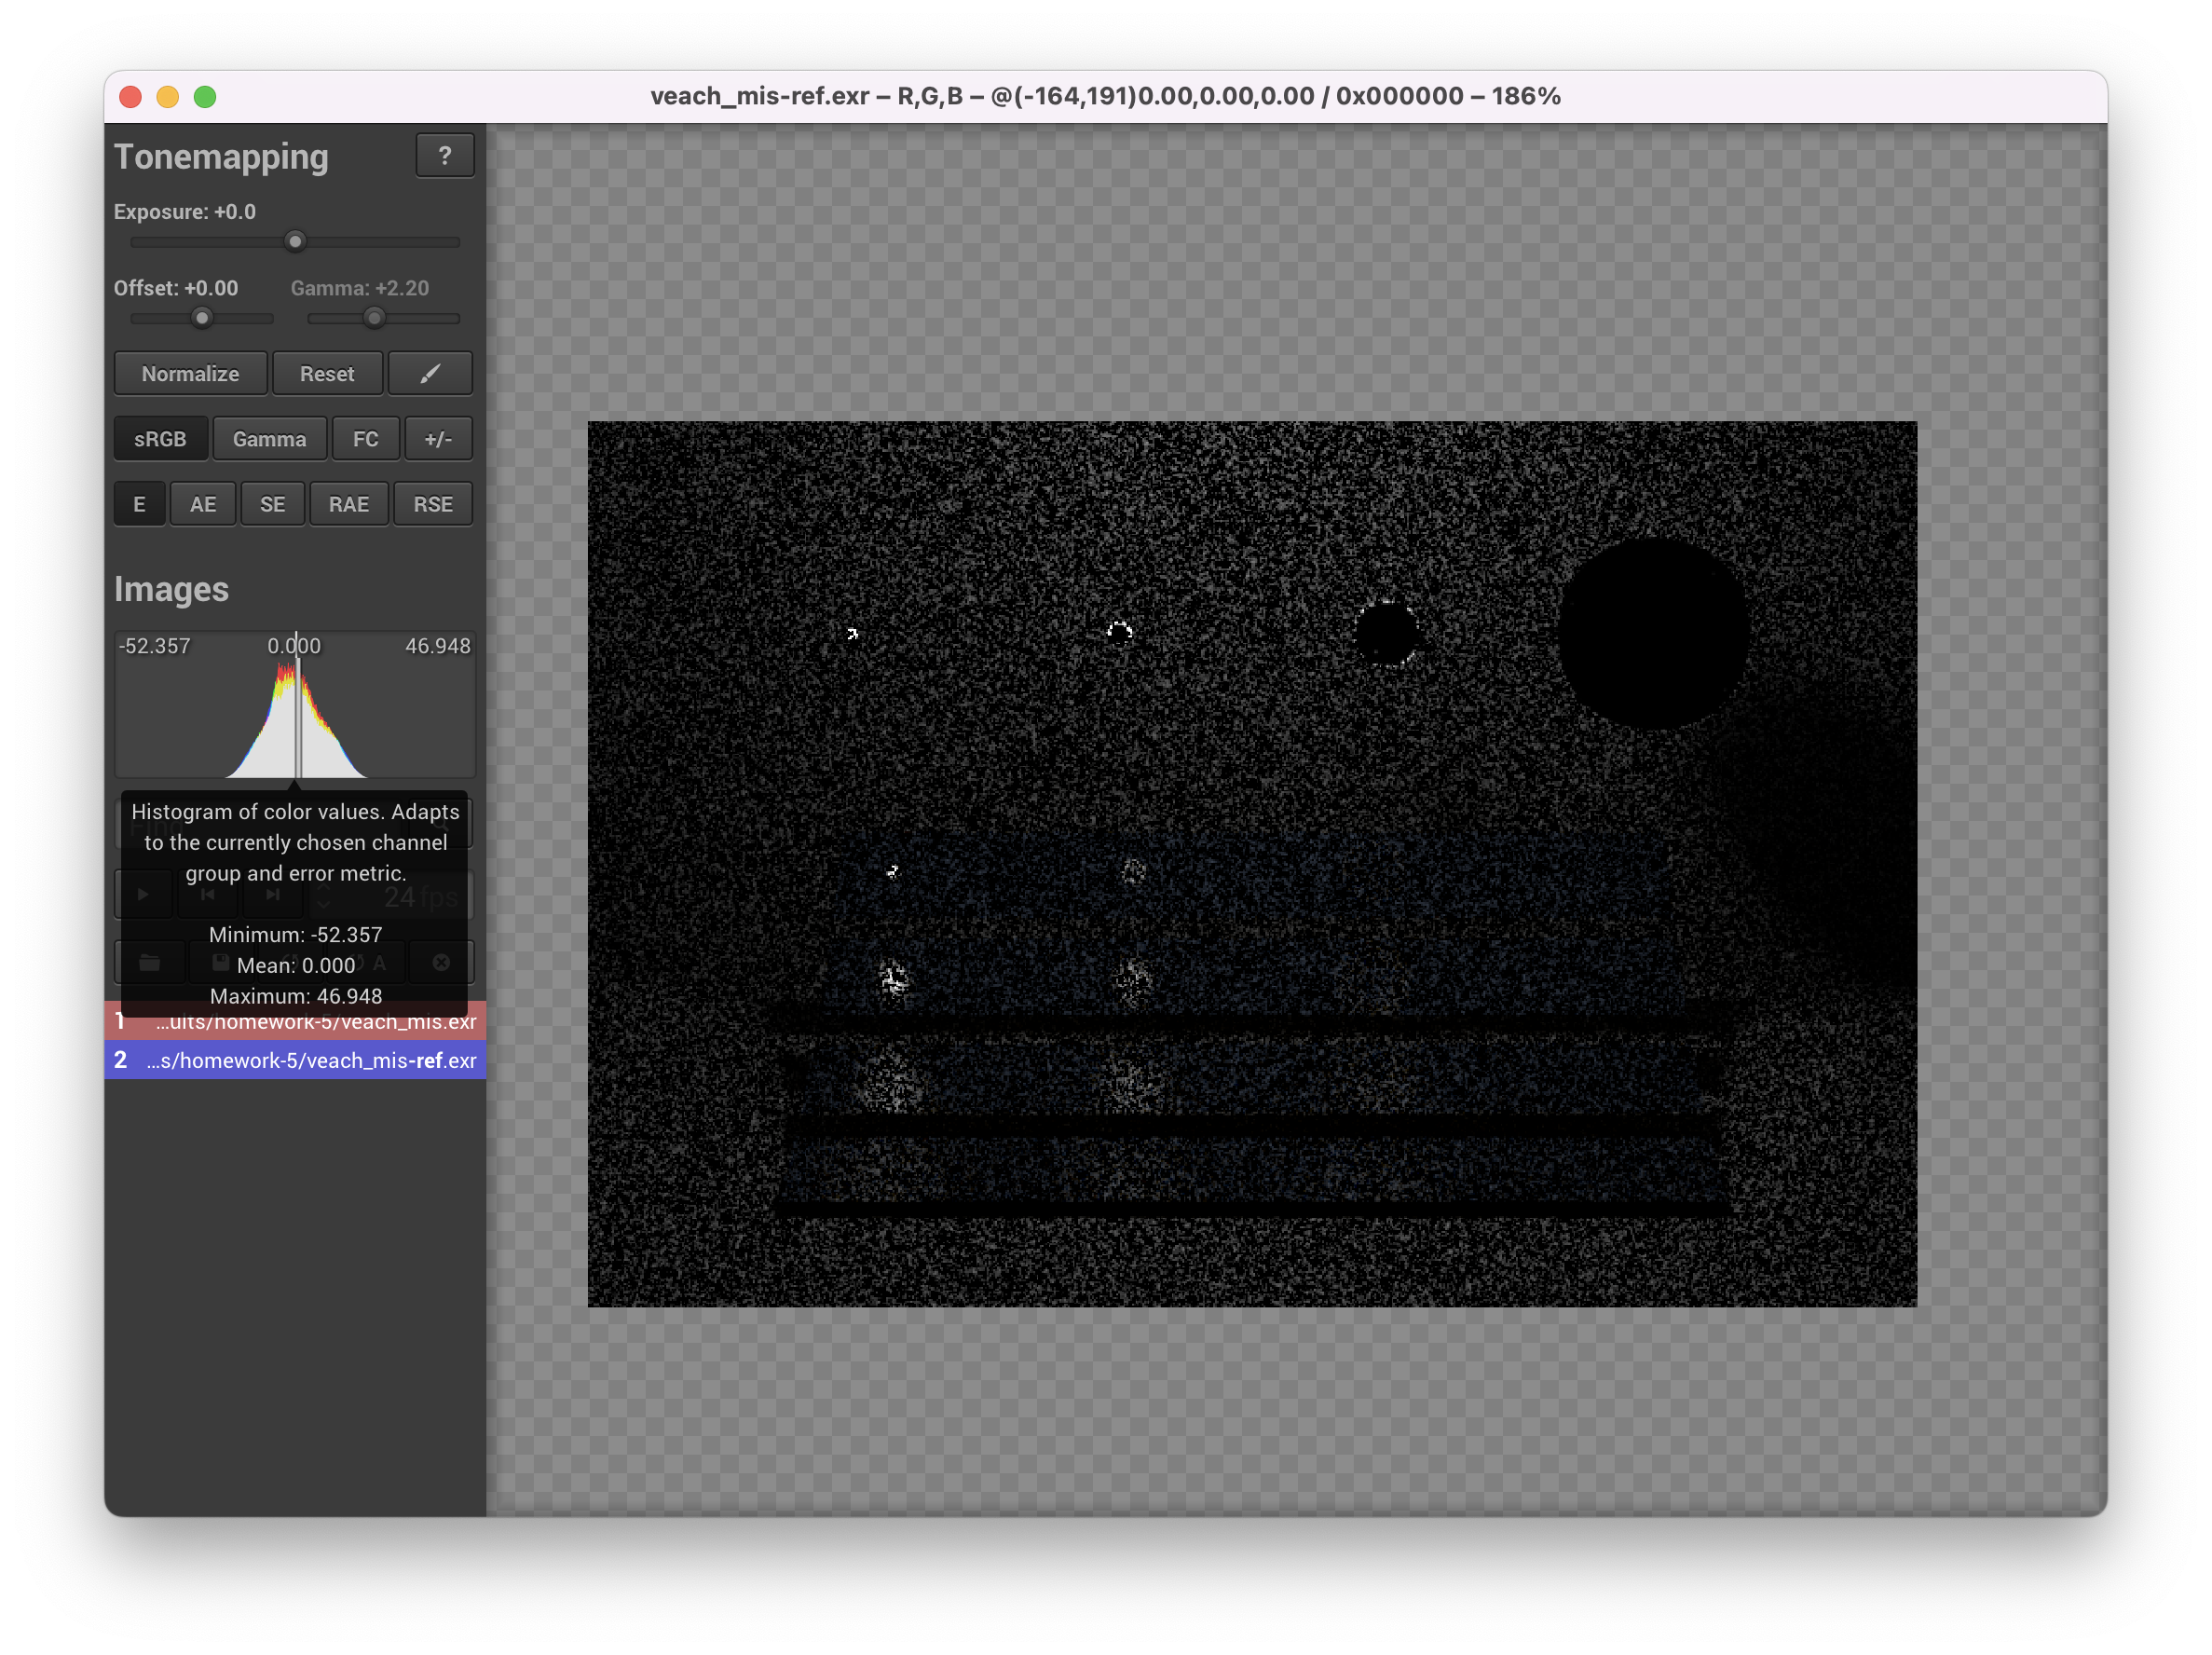 veach_mis-ref.exr – R,G,B – @(-164,191)0.00,0.00,0.00 / 0x000000 – 186%
Tonemapping
?
Exposure: +0.0
Offset: +0.00 Gamma: +2.20
Normalize Reset
sRGB Gamma FC +/-
E AE SE RAE RSE
Images
-52.357 0.000 46.948
Histogram of color values. Adapts
to the currently chosen channel
group and error metric.
24 fps
Minimum: -52.357
Mean: 0.000
A
Maximum: 46.948
1 ...ults/homework-5/veach_mis.exr
2 ...s/homework-5/veach_mis-ref.exr